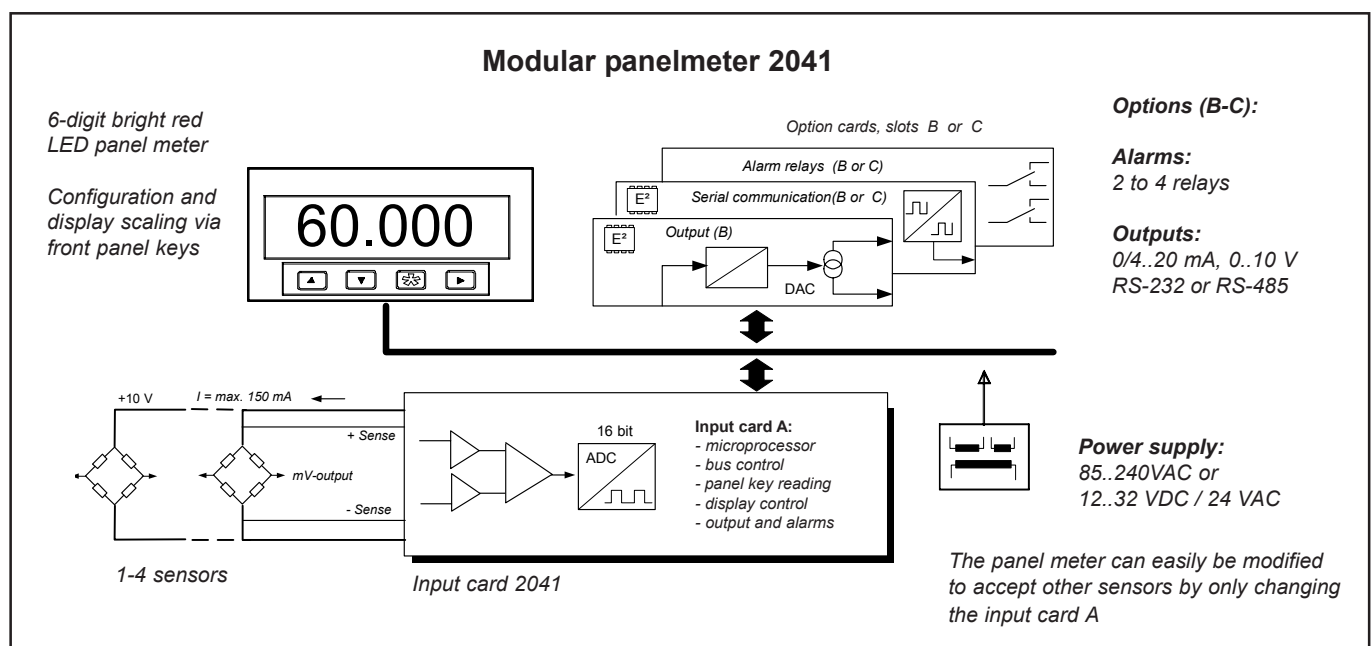 Modular panelmeter 2041
6-digit bright red
LED panel meter
Configuration and
display scaling via
front panel keys
60.000
Option cards, slots B or C
Alarm relays (B or C)
E²
Serial communication(B or C)
E²
Output (B)
DAC
Options (B-C):
Alarms:
2 to 4 relays
Outputs:
0/4..20 mA, 0..10 V
RS-232 or RS-485
+10 V
I = max. 150 mA
+ Sense
mV-output
- Sense
1-4 sensors
16 bit
ADC
Input card A:
- microprocessor
- bus control
- panel key reading
- display control
- output and alarms
Input card 2041
Power supply:
85..240VAC or
12..32 VDC / 24 VAC
The panel meter can easily be modified
to accept other sensors by only changing
the input card A